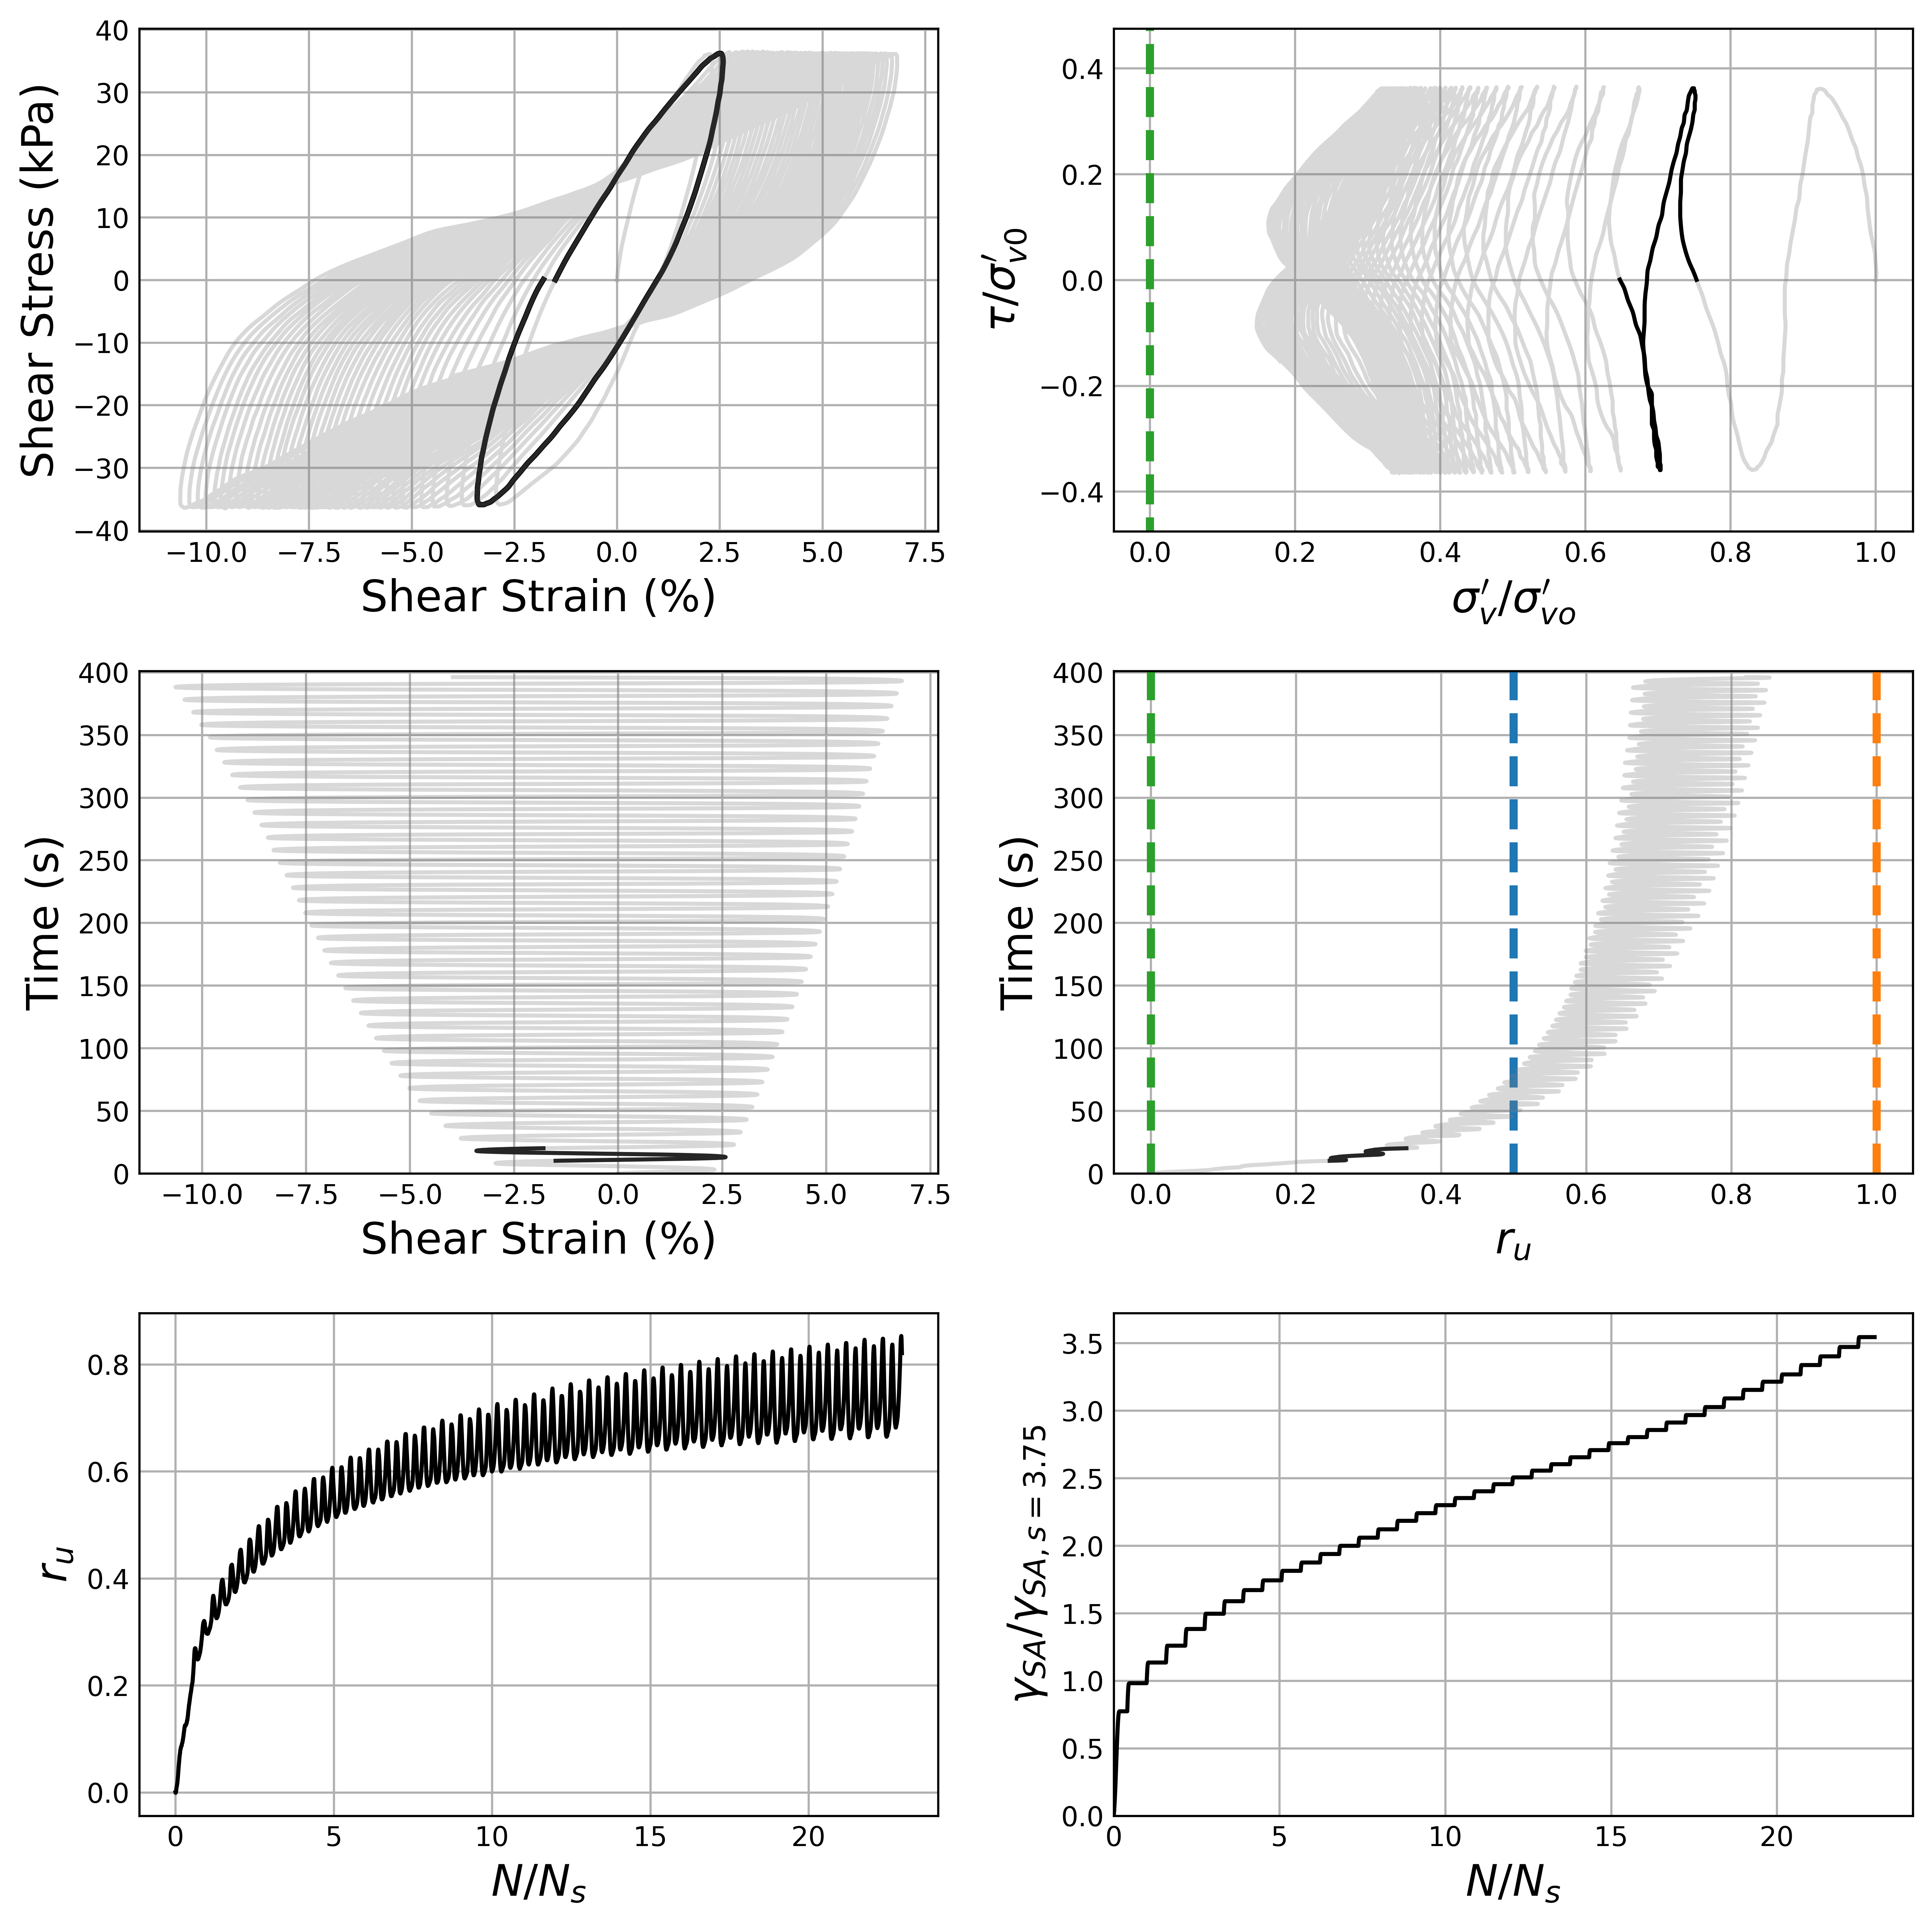 40
30
20
10
0
−10
−20
−30
−40
Shear Stress (kPa)
−10.0 −7.5 −5.0 −2.5 0.0 2.5 5.0 7.5
Shear Strain (%)
0.4
0.2
0.0
−0.2
−0.4
τ/σ′v0
0.0 0.2 0.4 0.6 0.8 1.0
σ′v/σ′vo
400
350
300
250
200
150
100
50
0
Time (s)
−10.0 −7.5 −5.0 −2.5 0.0 2.5 5.0 7.5
Shear Strain (%)
400
350
300
250
200
150
100
50
0
Time (s)
0.0 0.2 0.4 0.6 0.8 1.0
ru
0.8
0.6
0.4
0.2
0.0
ru
0 5 10 15 20
N/Ns
3.5
3.0
2.5
2.0
1.5
1.0
0.5
0.0
γSA/γSA, s = 3.75
0 5 10 15 20
N/Ns